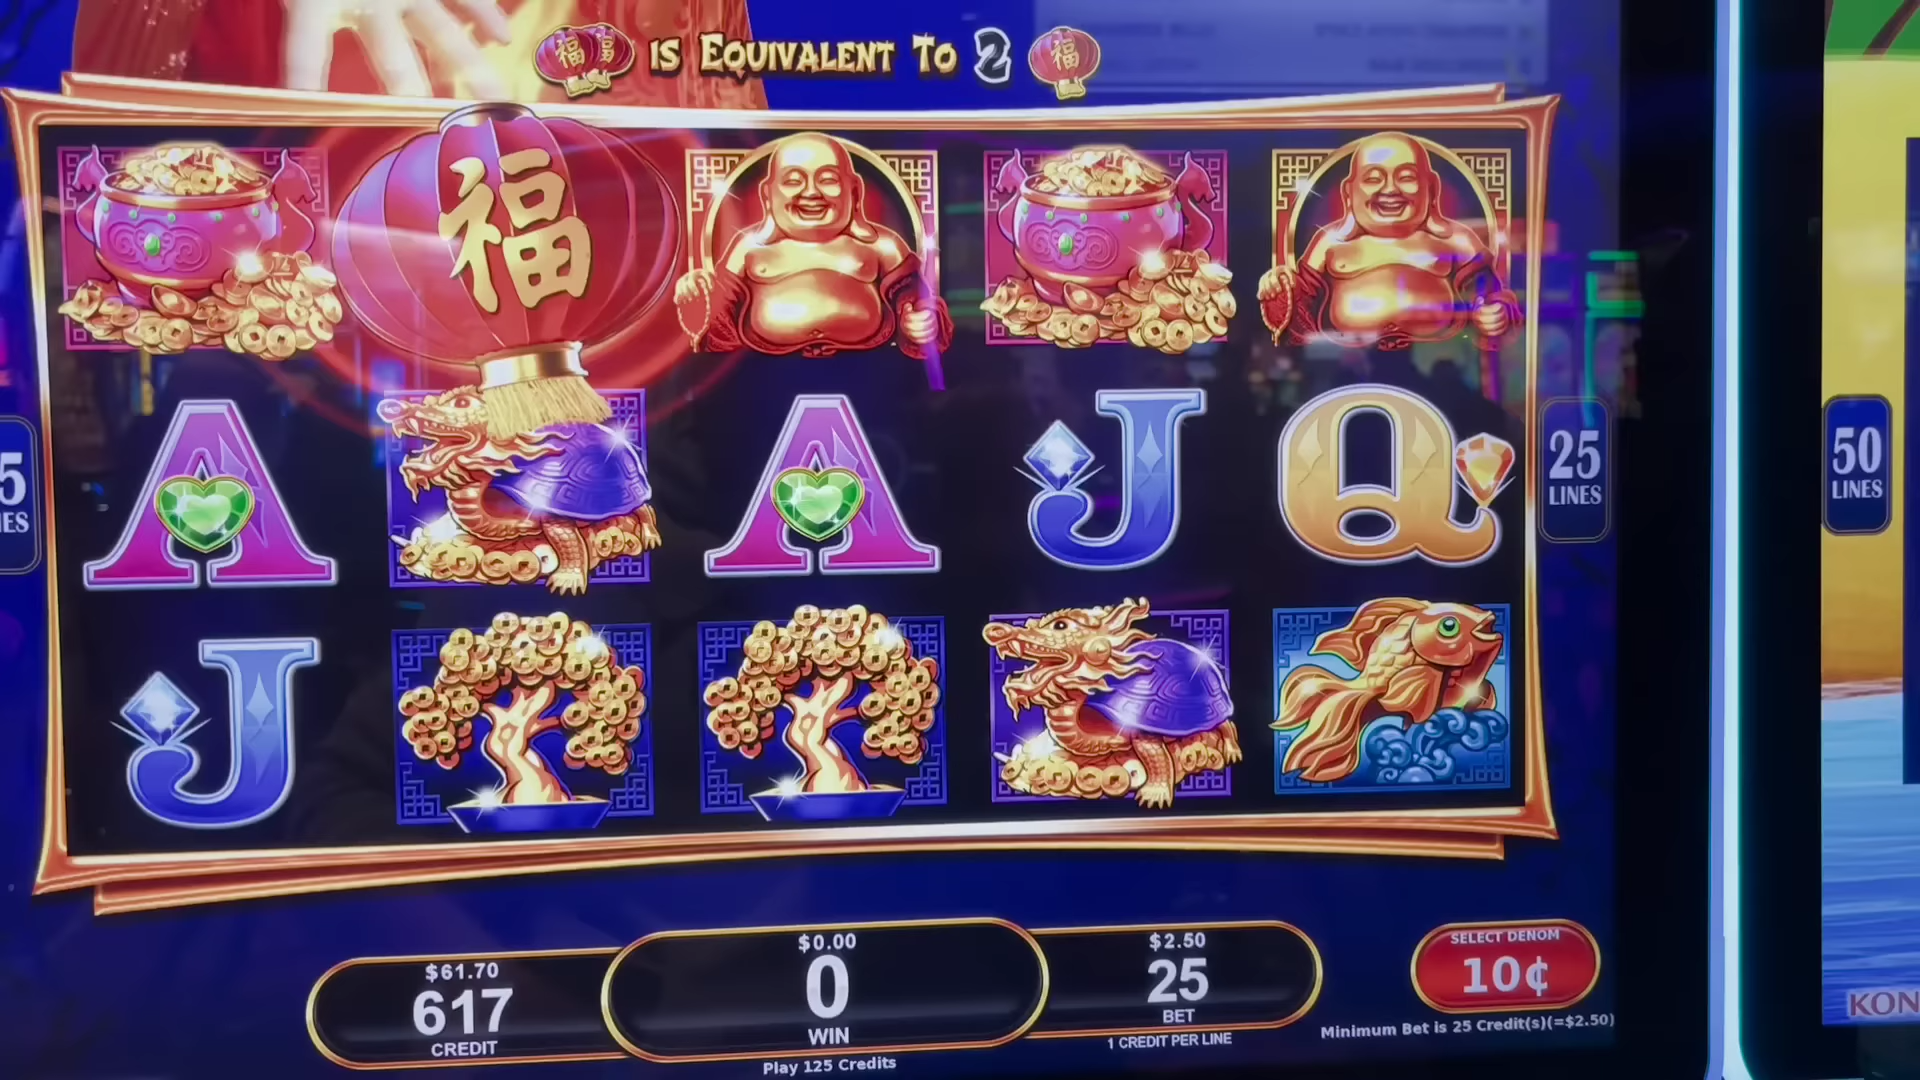 福 福 IS EQUIVALENT TO 2 福
福
A
A
J
Q
5
25
LINES
50
LINES
J
$61.70
617
CREDIT
$0.00
0
WIN
Play 125 Credits
$2.50
25
BET
1 CREDIT PER LINE
SELECT DENOM
10¢
Minimum Bet is 25 Credit(s)(=$2.50)